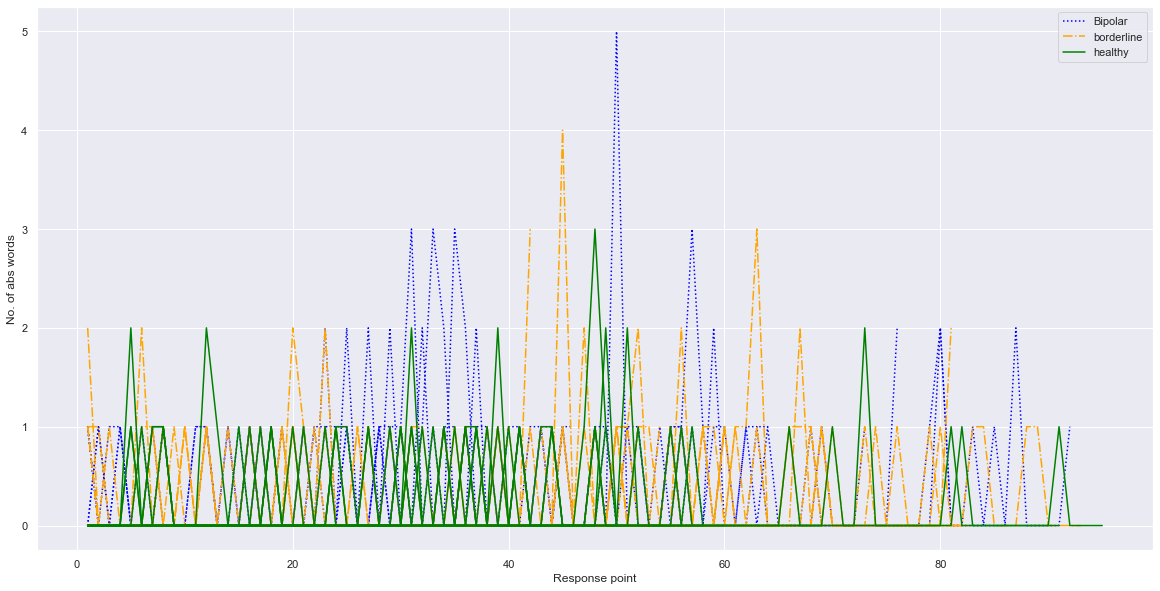 Bipolar
borderline
healthy
5
4
3
2
1
0
No. of abs words
0 20 40 60 80
Response point